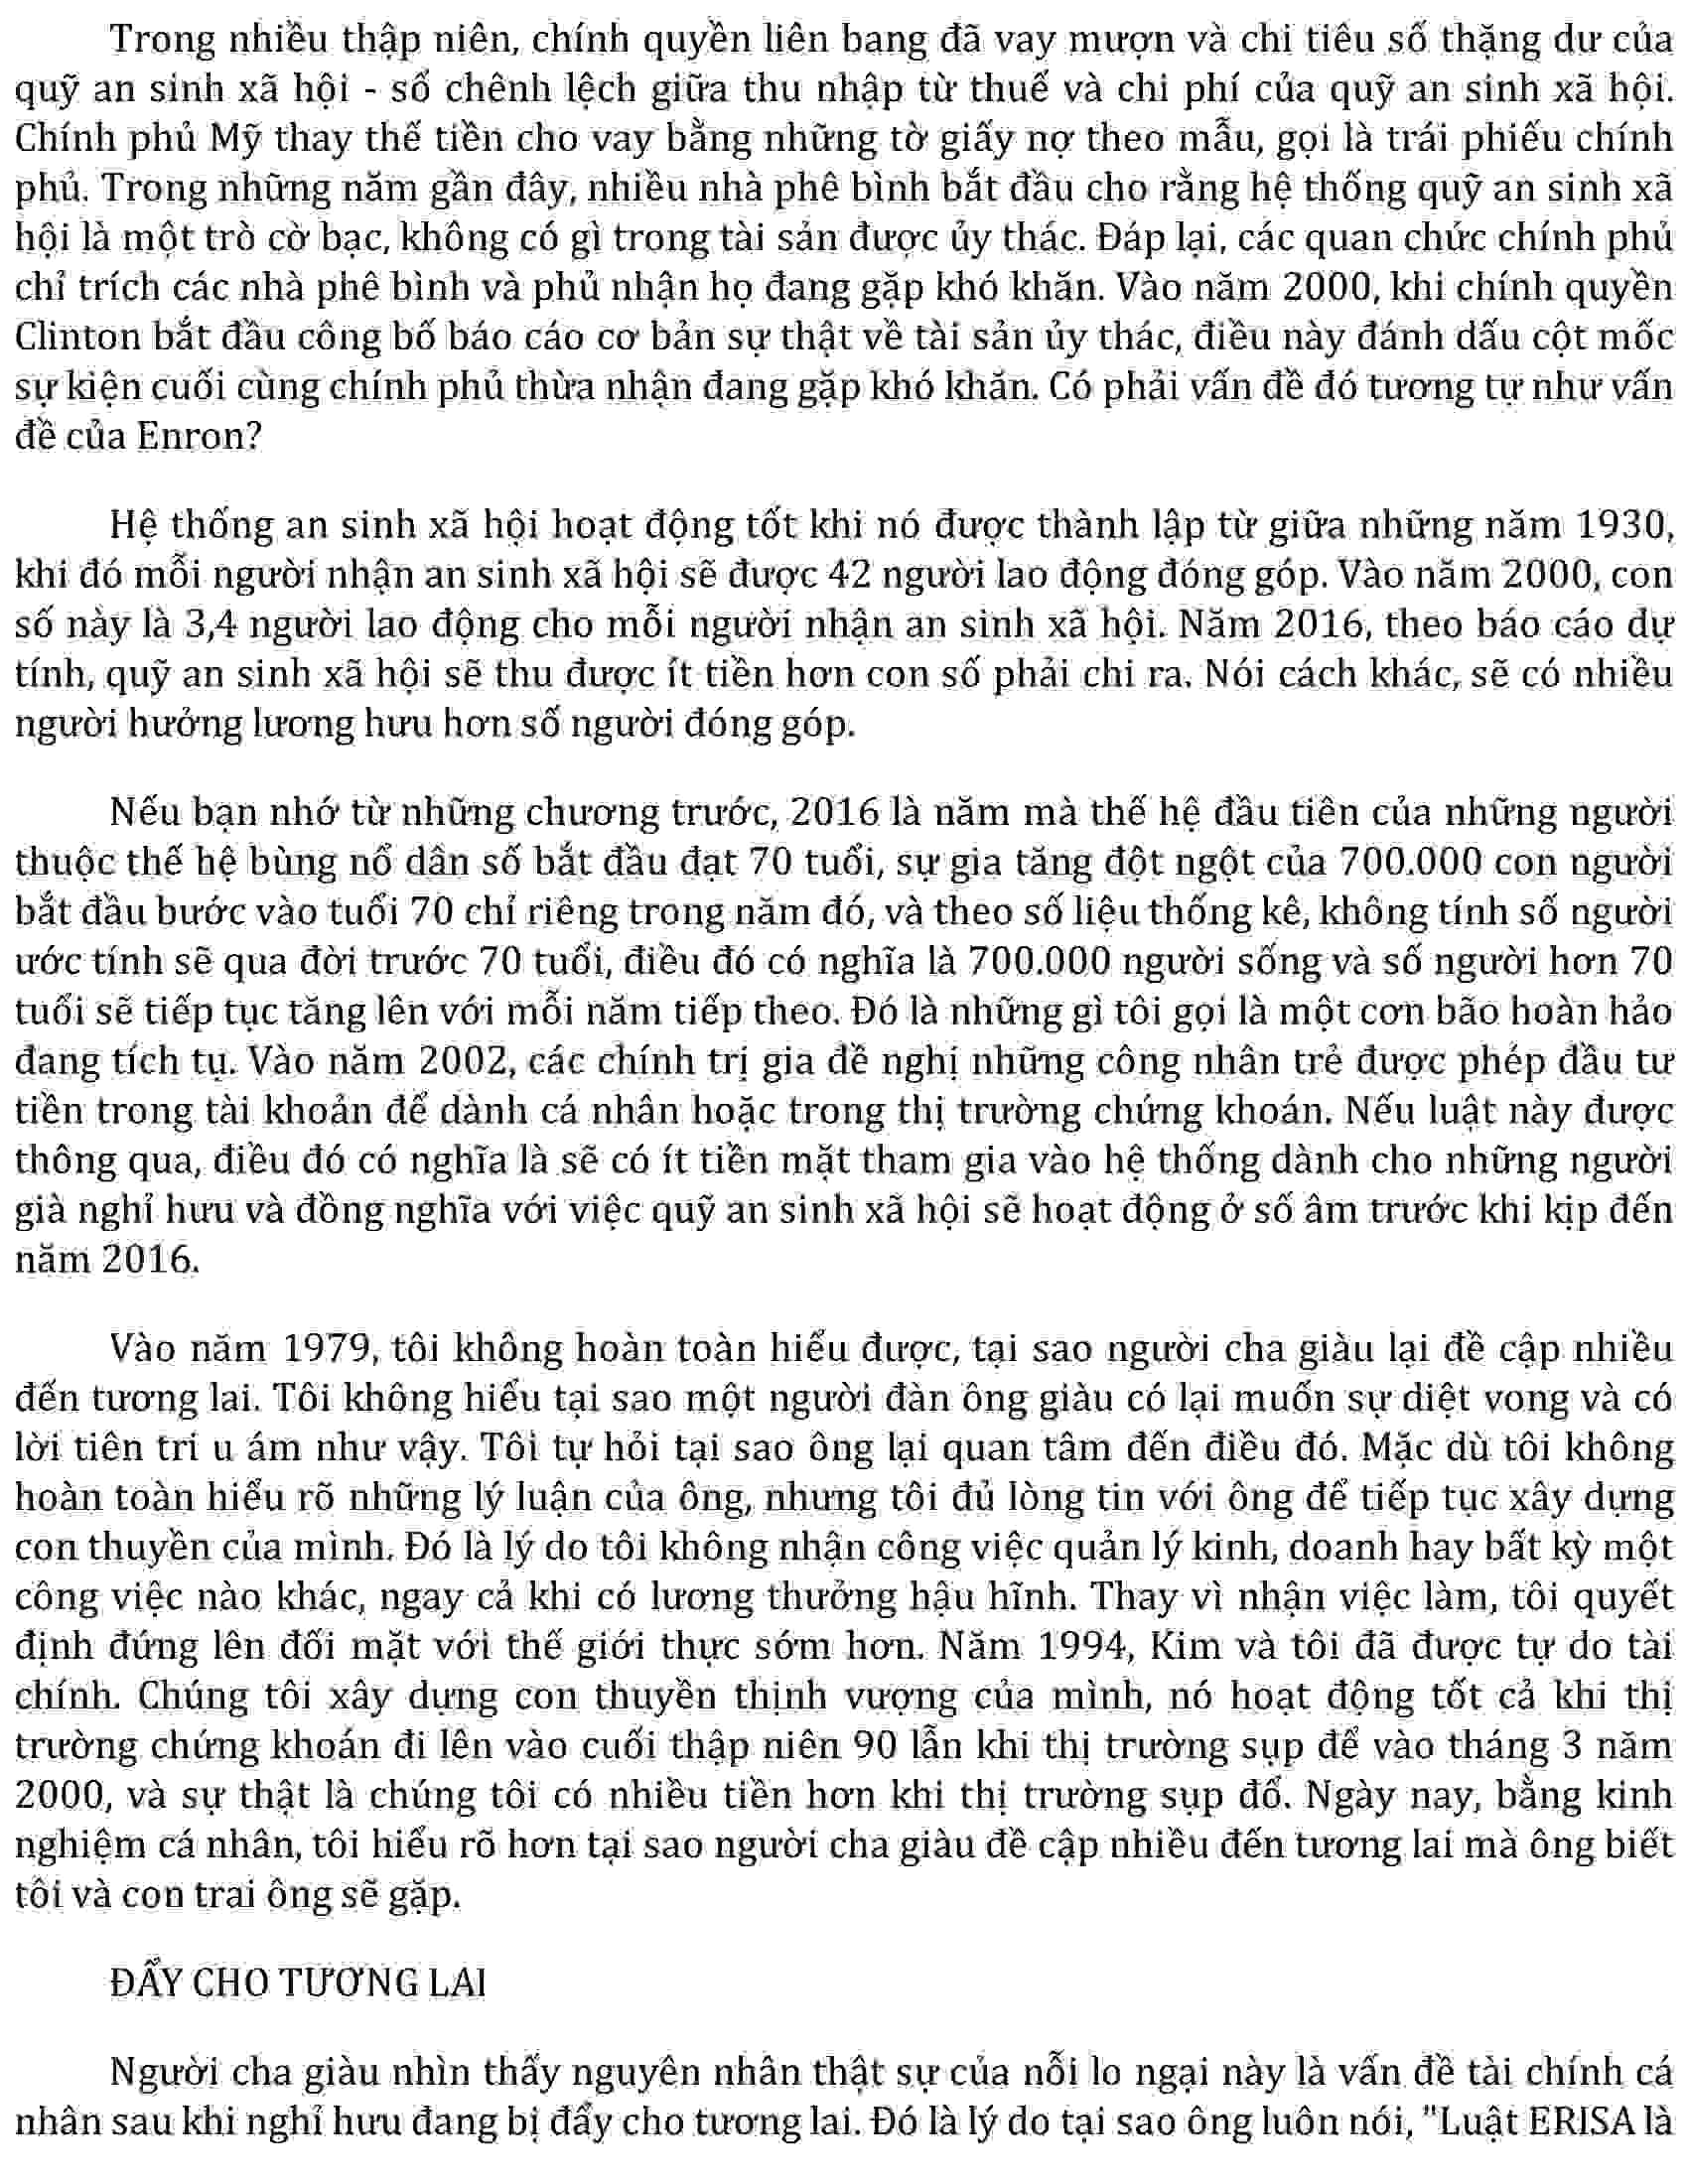 Trong nhiều thập niên, chính quyền liên bang đã vay mượn và chi tiêu số thặng dư của
quỹ an sinh xã hội - số chênh lệch giữa thu nhập từ thuế và chi phí của quỹ an sinh xã hội.
Chính phủ Mỹ thay thế tiền cho vay bằng những tờ giấy nợ theo mẫu, gọi là trái phiếu chính
phủ. Trong những năm gần đây, nhiều nhà phê bình bắt đầu cho rằng hệ thống quỹ an sinh xã
hội là một trò cờ bạc, không có gì trong tài sản được ủy thác. Đáp lại, các quan chức chính phủ
chỉ trích các nhà phê bình và phủ nhận họ đang gặp khó khăn. Vào năm 2000, khi chính quyền
Clinton bắt đầu công bố báo cáo cơ bản sự thật về tài sản ủy thác, điều này đánh dấu cột mốc
sự kiện cuối cùng chính phủ thừa nhận đang gặp khó khăn. Có phải vấn đề đó tương tự như vấn
đề của Enron?
Hệ thống an sinh xã hội hoạt động tốt khi nó được thành lập từ giữa những năm 1930,
khi đó mỗi người nhận an sinh xã hội sẽ được 42 người lao động đóng góp. Vào năm 2000, con
số này là 3,4 người lao động cho mỗi người nhận an sinh xã hội. Năm 2016, theo báo cáo dự
tính, quỹ an sinh xã hội sẽ thu được ít tiền hơn con số phải chi ra. Nói cách khác, sẽ có nhiều
người hưởng lương hưu hơn số người đóng góp.
Nếu bạn nhớ từ những chương trước, 2016 là năm mà thế hệ đầu tiên của những người
thuộc thế hệ bùng nổ dân số bắt đầu đạt 70 tuổi, sự gia tăng đột ngột của 700.000 con người
bắt đầu bước vào tuổi 70 chỉ riêng trong năm đó, và theo số liệu thống kê, không tính số người
ước tính sẽ qua đời trước 70 tuổi, điều đó có nghĩa là 700.000 người sống và số người hơn 70
tuổi sẽ tiếp tục tăng lên với mỗi năm tiếp theo. Đó là những gì tôi gọi là một cơn bão hoàn hảo
đang tích tụ. Vào năm 2002, các chính trị gia đề nghị những công nhân trẻ được phép đầu tư
tiền trong tài khoản để dành cá nhân hoặc trong thị trường chứng khoán. Nếu luật này được
thông qua, điều đó có nghĩa là sẽ có ít tiền mặt tham gia vào hệ thống dành cho những người
già nghỉ hưu và đồng nghĩa với việc quỹ an sinh xã hội sẽ hoạt động ở số âm trước khi kịp đến
năm 2016.
Vào năm 1979, tôi không hoàn toàn hiểu được, tại sao người cha giàu lại đề cập nhiều
đến tương lai. Tôi không hiểu tại sao một người đàn ông giàu có lại muốn sự diệt vong và có
lời tiên tri u ám như vậy. Tôi tự hỏi tại sao ông lại quan tâm đến điều đó. Mặc dù tôi không
hoàn toàn hiểu rõ những lý luận của ông, nhưng tôi đủ lòng tin với ông để tiếp tục xây dựng
con thuyền của mình. Đó là lý do tôi không nhận công việc quản lý kinh, doanh hay bất kỳ một
công việc nào khác, ngay cả khi có lương thưởng hậu hĩnh. Thay vì nhận việc làm, tôi quyết
định đứng lên đối mặt với thế giới thực sớm hơn. Năm 1994, Kim và tôi đã được tự do tài
chính. Chúng tôi xây dựng con thuyền thịnh vượng của mình, nó hoạt động tốt cả khi thị
trường chứng khoán đi lên vào cuối thập niên 90 lẫn khi thị trường sụp để vào tháng 3 năm
2000, và sự thật là chúng tôi có nhiều tiền hơn khi thị trường sụp đổ. Ngày nay, bằng kinh
nghiệm cá nhân, tôi hiểu rõ hơn tại sao người cha giàu đề cập nhiều đến tương lai mà ông biết
tôi và con trai ông sẽ gặp.
ĐẨY CHO TƯƠNG LAI
Người cha giàu nhìn thấy nguyên nhân thật sự của nỗi lo ngại này là vấn đề tài chính cá
nhân sau khi nghỉ hưu đang bị đẩy cho tương lai. Đó là lý do tại sao ông luôn nói, "Luật ERISA là